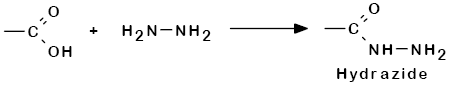 O
C
OH
+
H2N—NH2
O
C
NH—NH2
Hydrazide